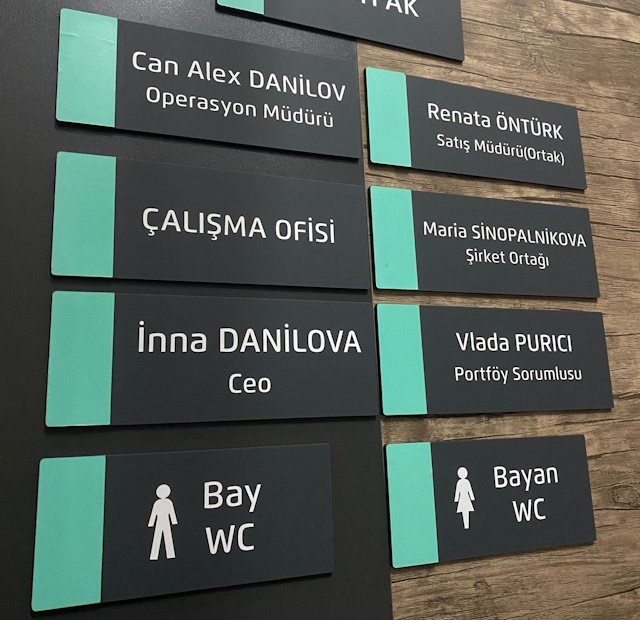 Can Alex DANİLOV
Operasyon Müdürü
Renata ÖNTÜRK
Satış Müdürü(Ortak)
ÇALIŞMA OFİSİ
Maria SİNOPALNİKOVA
Şirket Ortağı
İnna DANİLOVA
Ceo
Vlada PURICI
Portföy Sorumlusu
Bay
WC
Bayan
WC